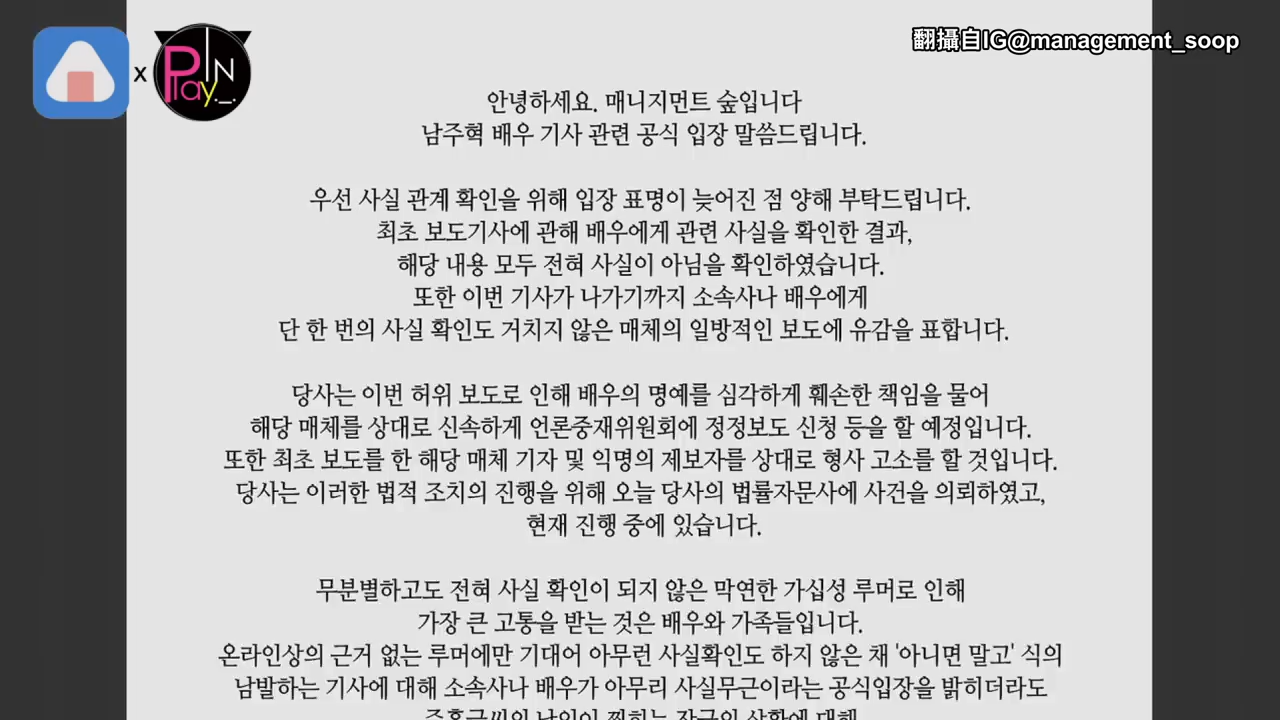 翻攝自IG@management_soop
x
PlayIN._.
안녕하세요. 매니지먼트 숲입니다
남주혁 배우 기사 관련 공식 입장 말씀드립니다.
우선 사실 관계 확인을 위해 입장 표명이 늦어진 점 양해 부탁드립니다.
최초 보도기사에 관해 배우에게 관련 사실을 확인한 결과,
해당 내용 모두 전혀 사실이 아님을 확인하였습니다.
또한 이번 기사가 나가기까지 소속사나 배우에게
단 한 번의 사실 확인도 거치지 않은 매체의 일방적인 보도에 유감을 표합니다.
당사는 이번 허위 보도로 인해 배우의 명예를 심각하게 훼손한 책임을 물어
해당 매체를 상대로 신속하게 언론중재위원회에 정정보도 신청 등을 할 예정입니다.
또한 최초 보도를 한 해당 매체 기자 및 익명의 제보자를 상대로 형사 고소를 할 것입니다.
당사는 이러한 법적 조치의 진행을 위해 오늘 당사의 법률자문사에 사건을 의뢰하였고,
현재 진행 중에 있습니다.
무분별하고도 전혀 사실 확인이 되지 않은 막연한 가십성 루머로 인해
가장 큰 고통을 받는 것은 배우와 가족들입니다.
온라인상의 근거 없는 루머에만 기대어 아무런 사실확인도 하지 않은 채 '아니면 말고' 식의
남발하는 기사에 대해 소속사나 배우가 아무리 사실무근이라는 공식입장을 밝히더라도